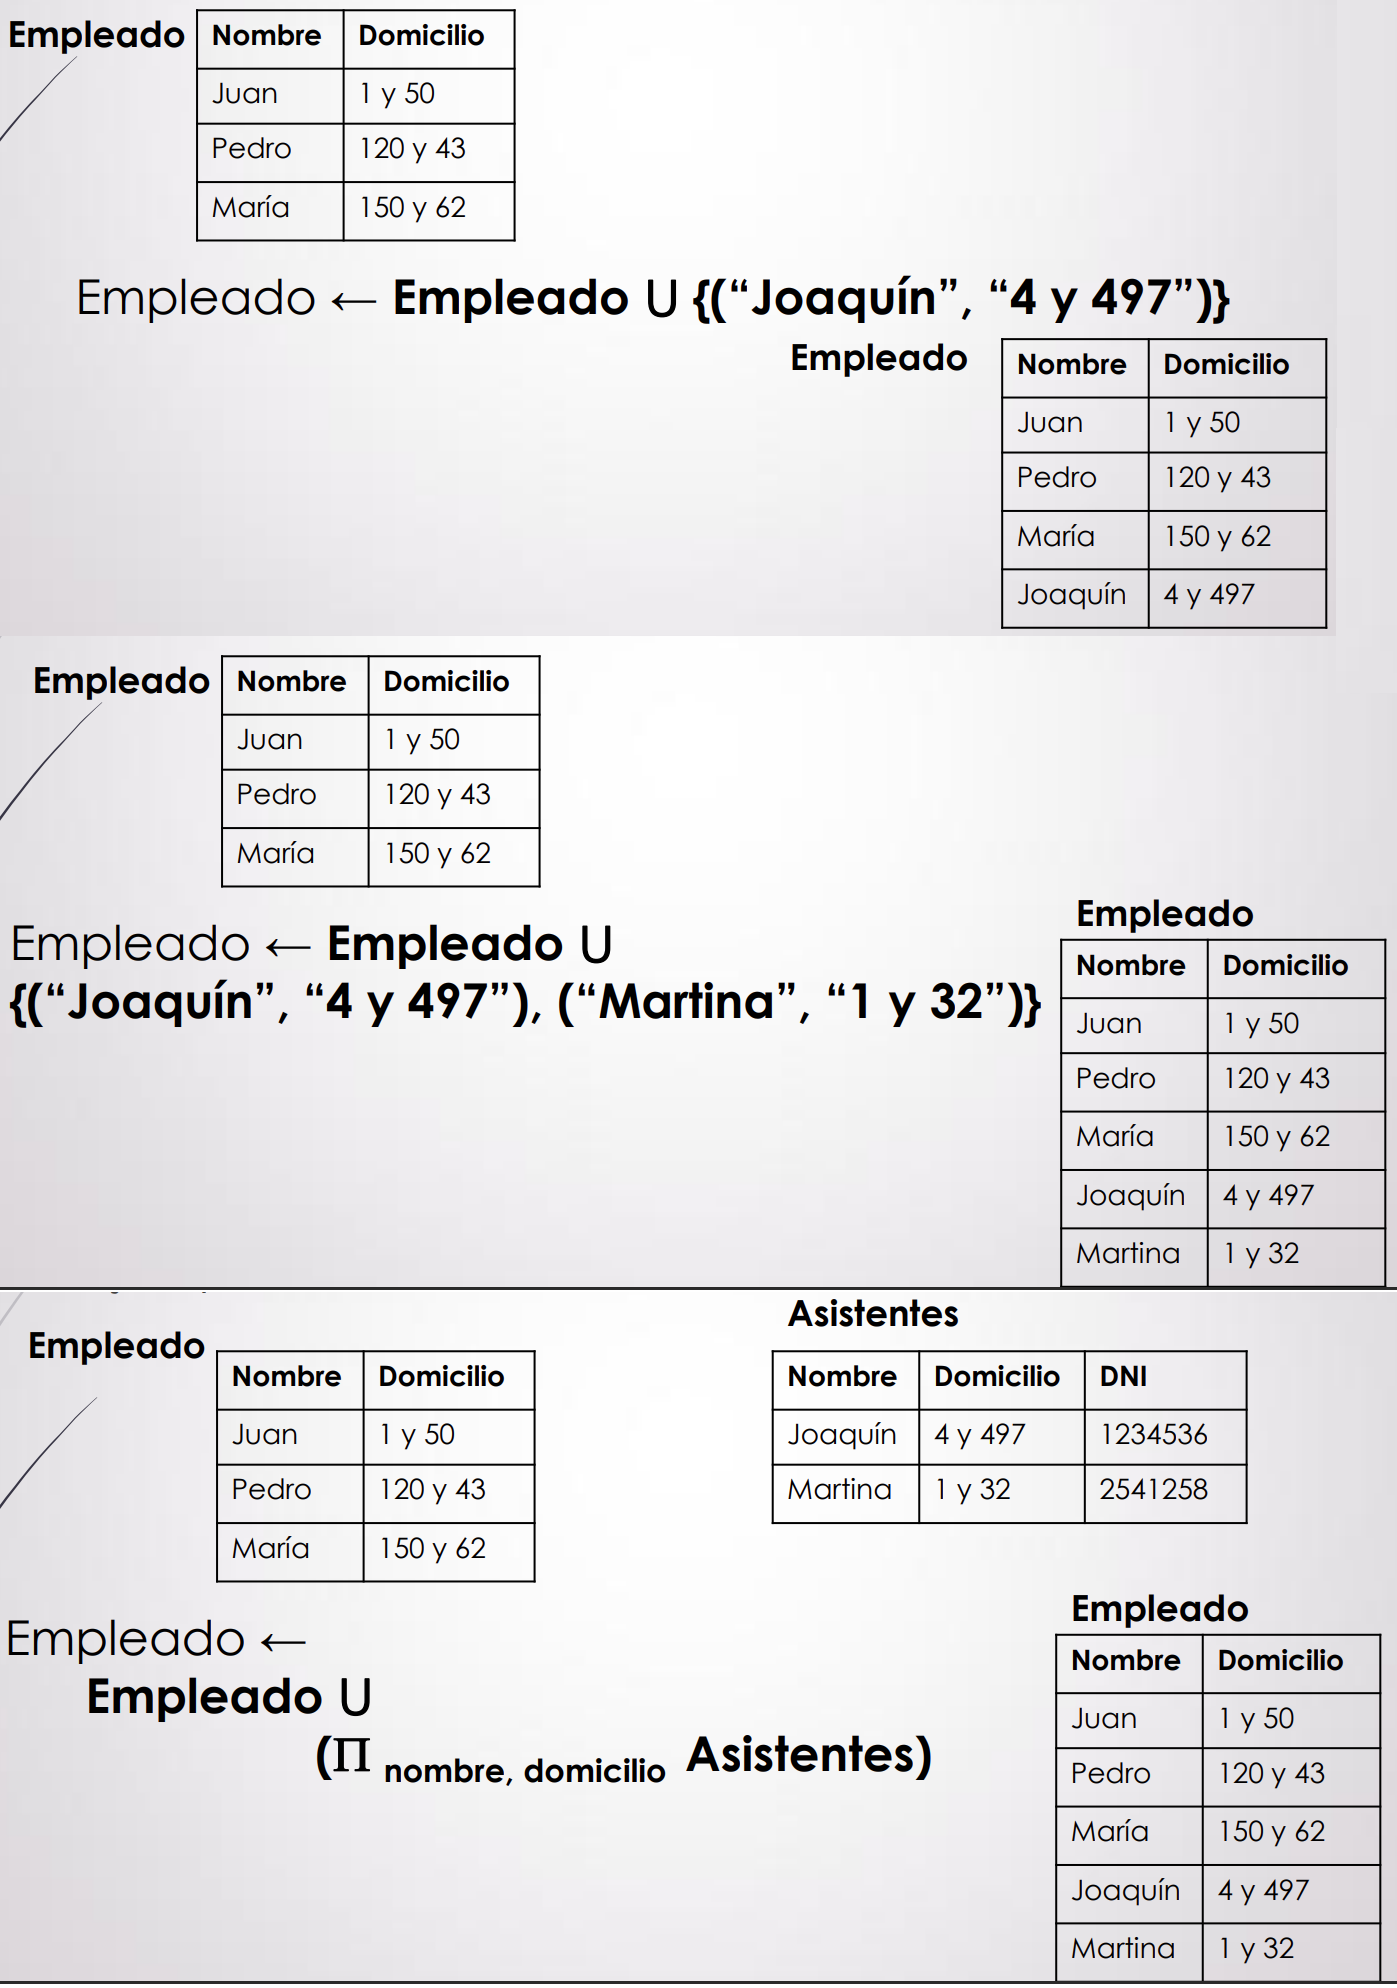 Empleado
Nombre Domicilio
Juan 1 y 50
Pedro 120 y 43
María 150 y 62
Empleado ← Empleado U {(“Joaquín”, “4 y 497”)}
Empleado
Nombre Domicilio
Juan 1 y 50
Pedro 120 y 43
María 150 y 62
Joaquín 4 y 497
Empleado
Nombre Domicilio
Juan 1 y 50
Pedro 120 y 43
María 150 y 62
Empleado ← Empleado U
{(“Joaquín”, “4 y 497”), (“Martina”, “1 y 32”)}
Empleado
Nombre Domicilio
Juan 1 y 50
Pedro 120 y 43
María 150 y 62
Joaquín 4 y 497
Martina 1 y 32
Empleado
Nombre Domicilio
Juan 1 y 50
Pedro 120 y 43
María 150 y 62
Asistentes
Nombre Domicilio DNI
Joaquín 4 y 497 1234536
Martina 1 y 32 2541258
Empleado ←
Empleado U
(Π nombre, domicilio Asistentes)
Empleado
Nombre Domicilio
Juan 1 y 50
Pedro 120 y 43
María 150 y 62
Joaquín 4 y 497
Martina 1 y 32